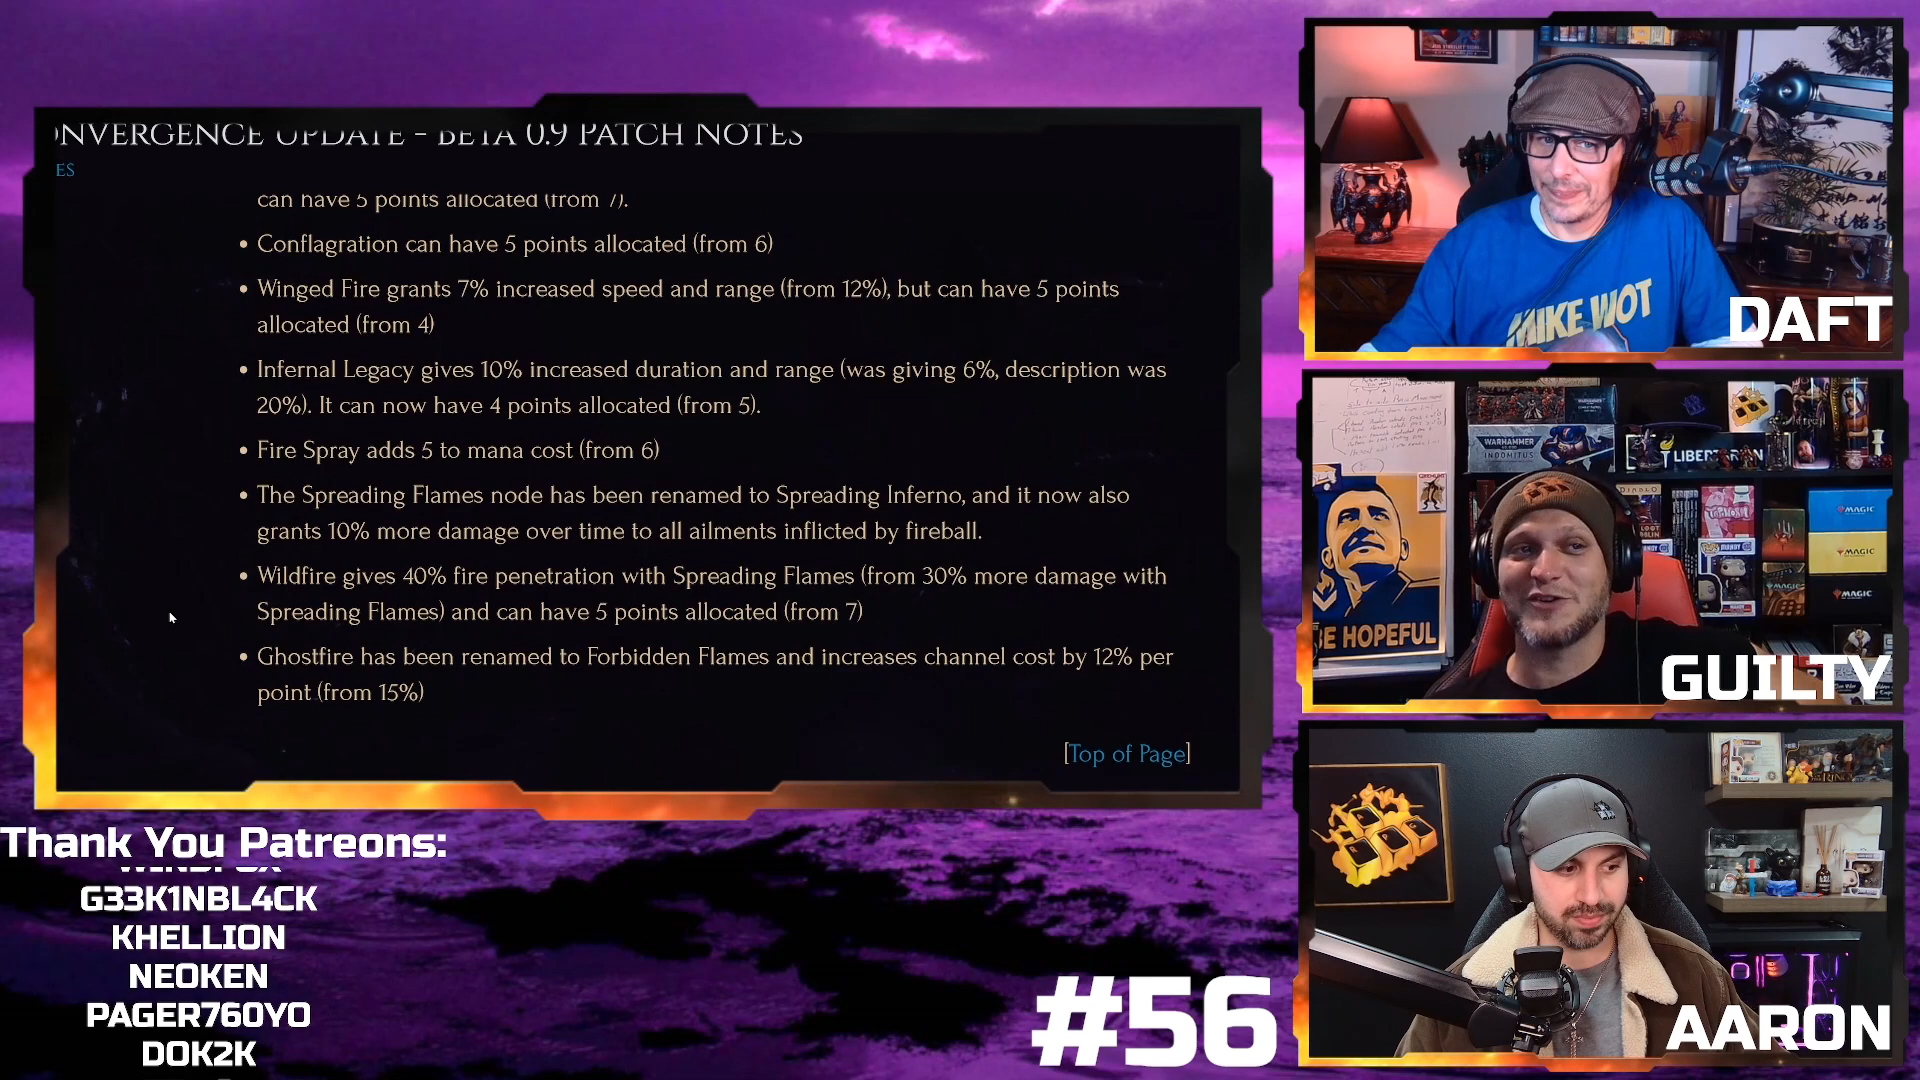 ONVERGENCE UPDATE - BETA 0.9 PATCH NOTES
ES
can have 5 points allocated (from 7).
• Conflagration can have 5 points allocated (from 6)
• Winged Fire grants 7% increased speed and range (from 12%), but can have 5 points
allocated (from 4)
• Infernal Legacy gives 10% increased duration and range (was giving 6%, description was
20%). It can now have 4 points allocated (from 5).
• Fire Spray adds 5 to mana cost (from 6)
• The Spreading Flames node has been renamed to Spreading Inferno, and it now also
grants 10% more damage over time to all ailments inflicted by fireball.
• Wildfire gives 40% fire penetration with Spreading Flames (from 30% more damage with
Spreading Flames) and can have 5 points allocated (from 7)
• Ghostfire has been renamed to Forbidden Flames and increases channel cost by 12% per
point (from 15%)
[Top of Page]
Thank You Patreons:
G33K1NBL4CK
KHELLION
NEOKEN
PAGER760YO
DOK2K
#56
MIKE WOT
DAFT
WARHAMMER
INDOMITUS
MAGIC
MAGIC
MAGIC
BE HOPEFUL
GUILTY
AARON